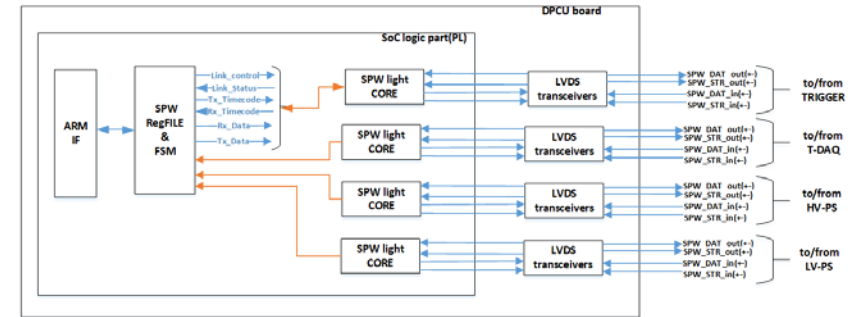 DPCU board
SoC logic part(PL)
ARM
IF
SPW
RegFILE
&
FSM
Link_control
Link_Status
Tx_Timecode
Rx_Timecode
Rx_Data
Tx_Data
SPW light
CORE
LVDS
transceivers
SPW_DAT_out(+-)
SPW_STR_out(+-)
SPW_DAT_in(+-)
SPW_STR_in(+-)
to/from
TRIGGER
SPW light
CORE
LVDS
transceivers
SPW_DAT_out(+-)
SPW_STR_out(+-)
SPW_DAT_in(+-)
SPW_STR_in(+-)
to/from
T-DAQ
SPW light
CORE
LVDS
transceivers
SPW_DAT_out(+-)
SPW_STR_out(+-)
SPW_DAT_in(+-)
SPW_STR_in(+-)
to/from
HV-PS
SPW light
CORE
LVDS
transceivers
SPW_DAT_out(+-)
SPW_STR_out(+-)
SPW_DAT_in(+-)
SPW_STR_in(+-)
to/from
LV-PS